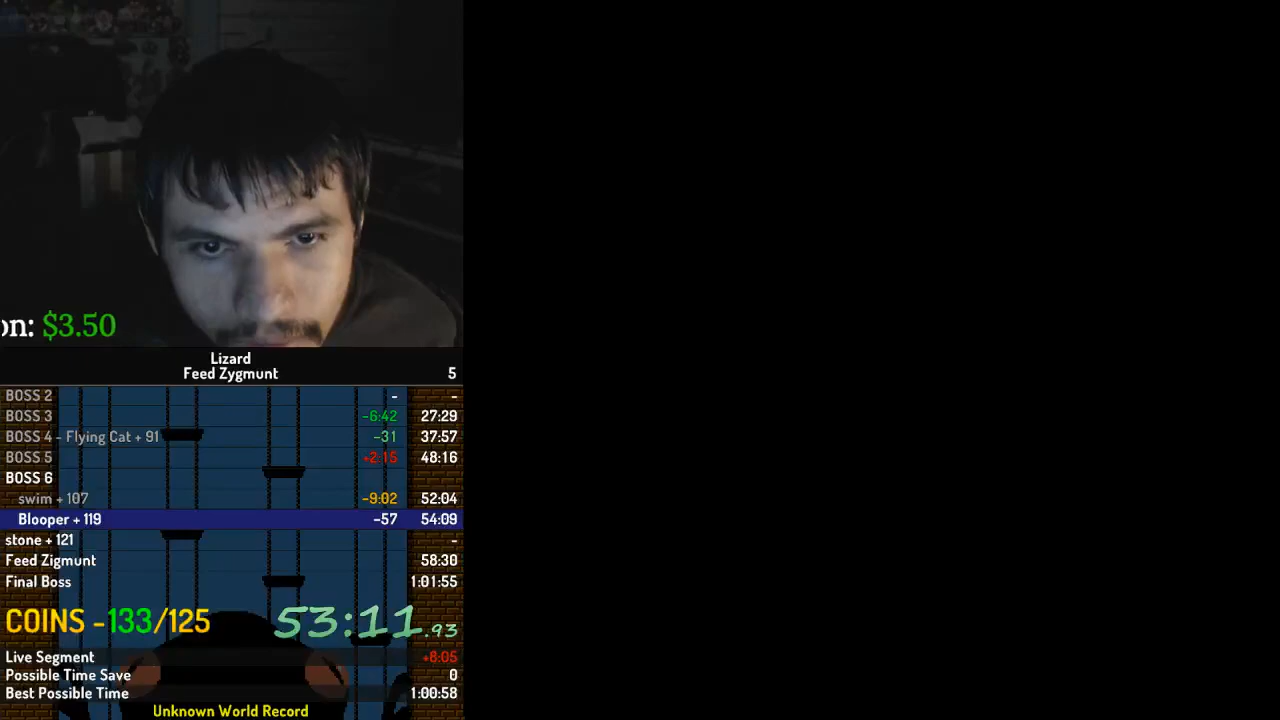 on: $3.50
Lizard
Feed Zygmunt 5
BOSS 2 - -
BOSS 3 -6:42 27:29
BOSS 4 - Flying Cat + 91 -31 37:57
BOSS 5 +2:15 48:16
BOSS 6
swim + 107 -9:02 52:04
Blooper + 119 -57 54:09
stone + 121 -
Feed Zigmunt 58:30
Final Boss 1:01:55
COINS -133/125 53:11.93
Live Segment +8:05
Possible Time Save 0
Best Possible Time 1:00:58
Unknown World Record